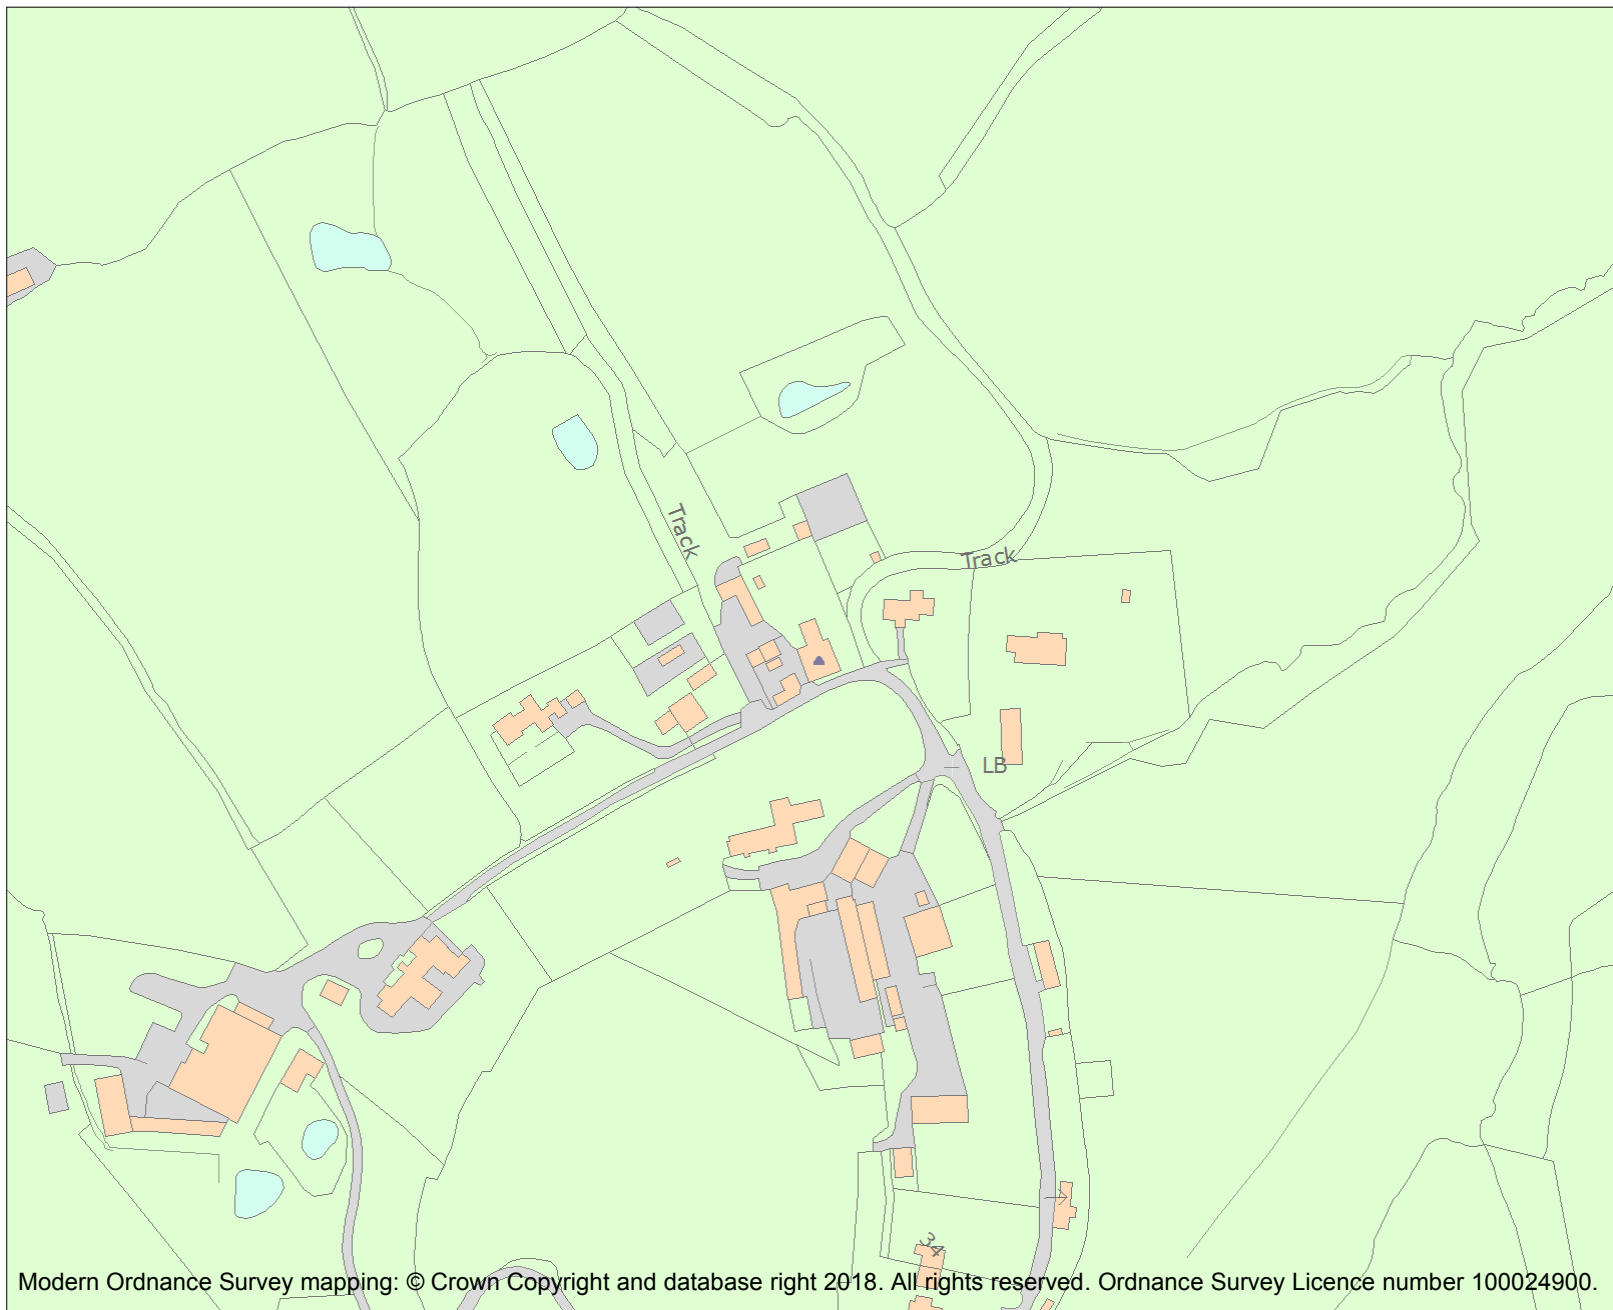 Track
Track
LB
34
Modern Ordnance Survey mapping: © Crown Copyright and database right 2018. All rights reserved. Ordnance Survey Licence number 100024900.